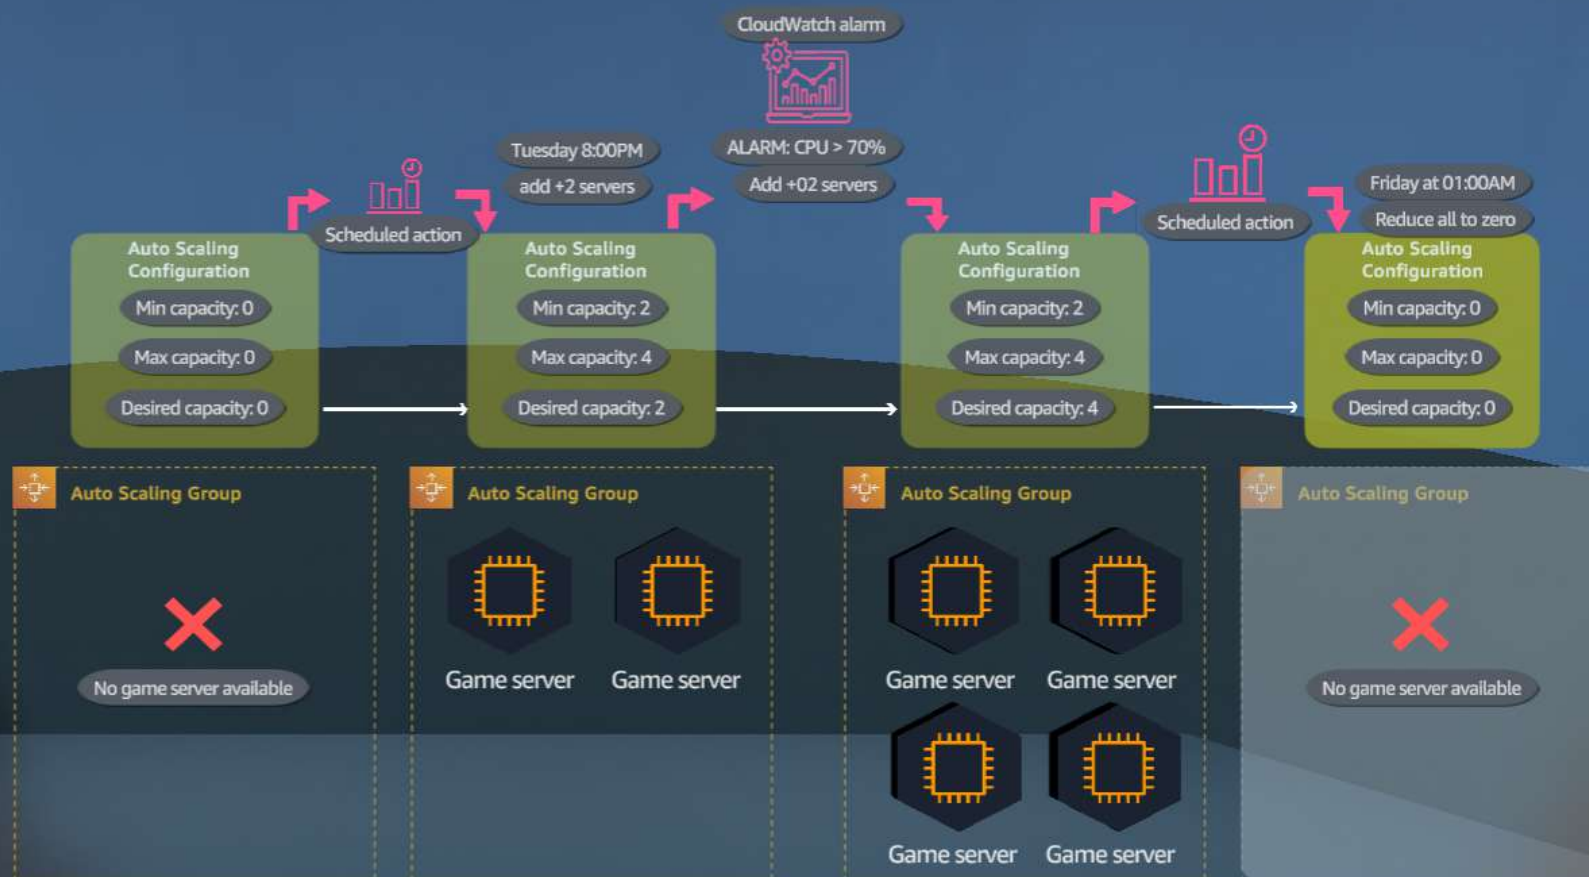 CloudWatch alarm
ALARM: CPU > 70%
Add +02 servers
Tuesday 8:00PM
add +2 servers
Scheduled action
Scheduled action
Friday at 01:00AM
Reduce all to zero
Auto Scaling
Configuration
Min capacity: 0
Max capacity: 0
Desired capacity: 0
Auto Scaling
Configuration
Min capacity: 2
Max capacity: 4
Desired capacity: 2
Auto Scaling
Configuration
Min capacity: 2
Max capacity: 4
Desired capacity: 4
Auto Scaling
Configuration
Min capacity: 0
Max capacity: 0
Desired capacity: 0
Auto Scaling Group
No game server available
Auto Scaling Group
Game server
Game server
Auto Scaling Group
Game server
Game server
Game server
Game server
Auto Scaling Group
No game server available